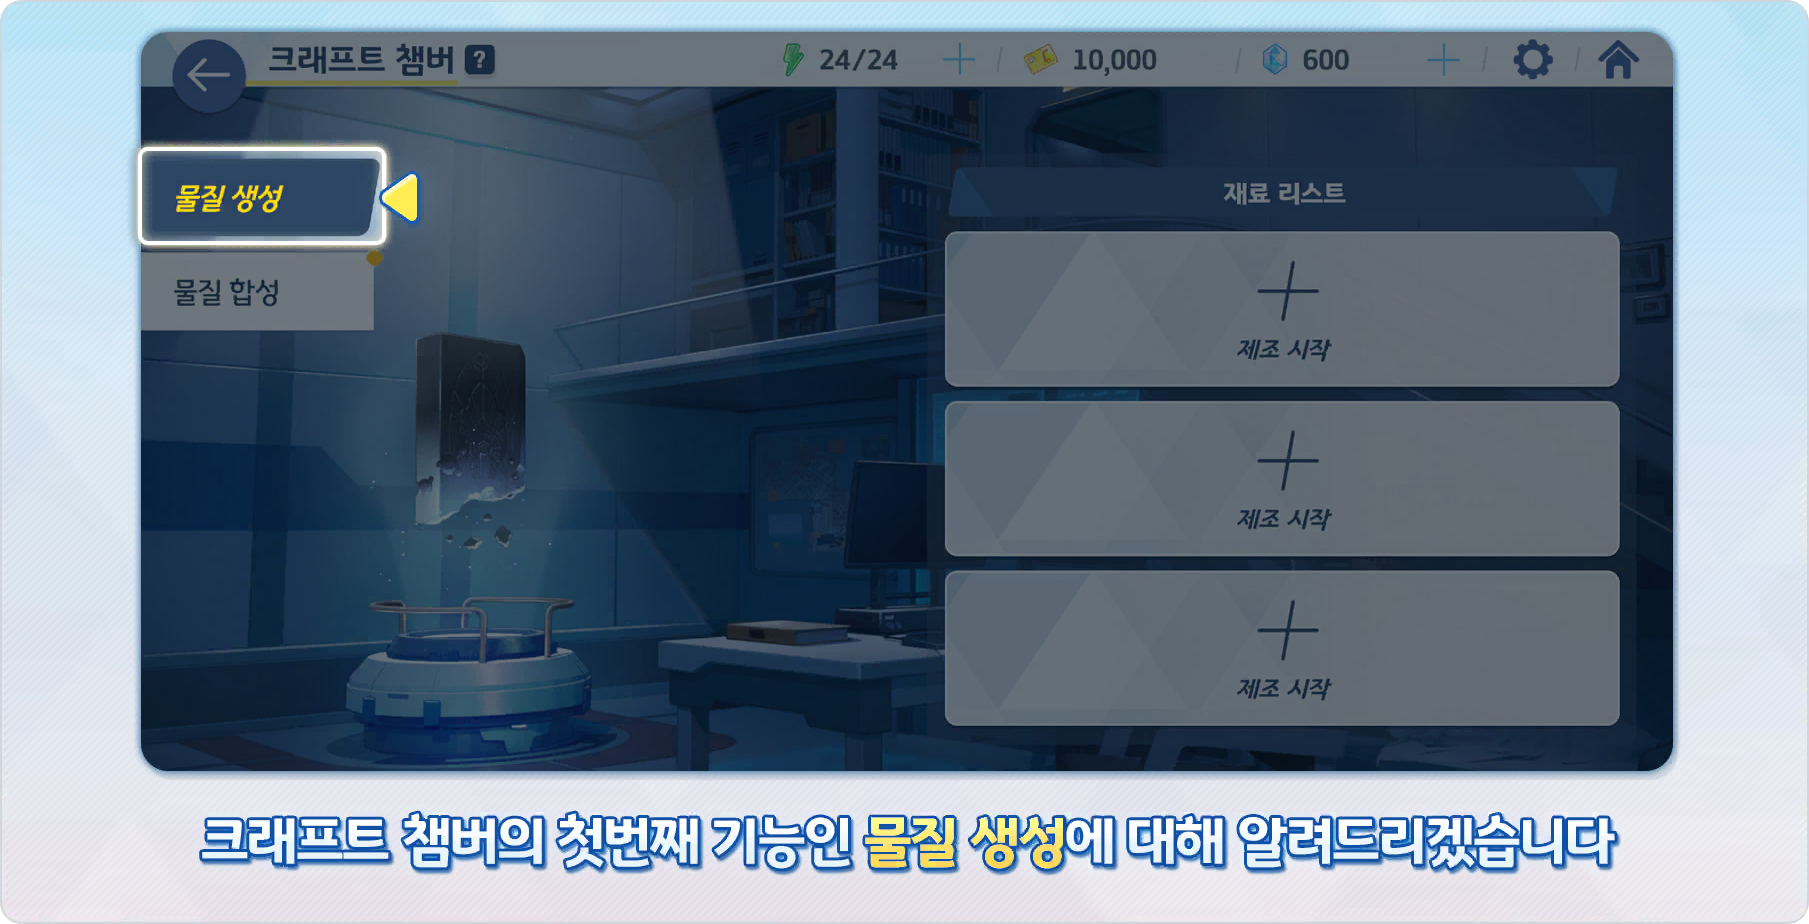 크래프트 챔버 ?
24/24
10,000
600
물질 생성
물질 합성
재료 리스트
제조 시작
제조 시작
제조 시작
크래프트 챔버의 첫번째 기능인 물질 생성에 대해 알려드리겠습니다